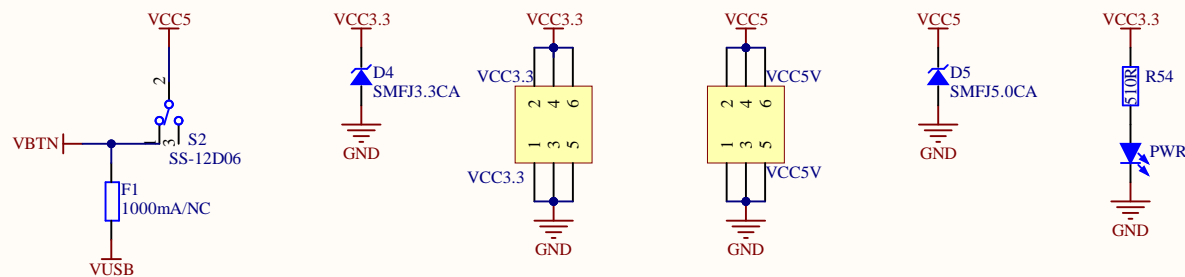 VCC5
2
1
3
S2
SS-12D06
VBTN
F1
1000mA/NC
VUSB
VCC3.3
D4
SMFJ3.3CA
GND
VCC3.3
VCC3.3
2 4 6
1 3 5
VCC3.3
GND
VCC5
VCC5V
2 4 6
1 3 5
VCC5V
GND
VCC5
D5
SMFJ5.0CA
GND
VCC3.3
R54
510R
PWR
GND